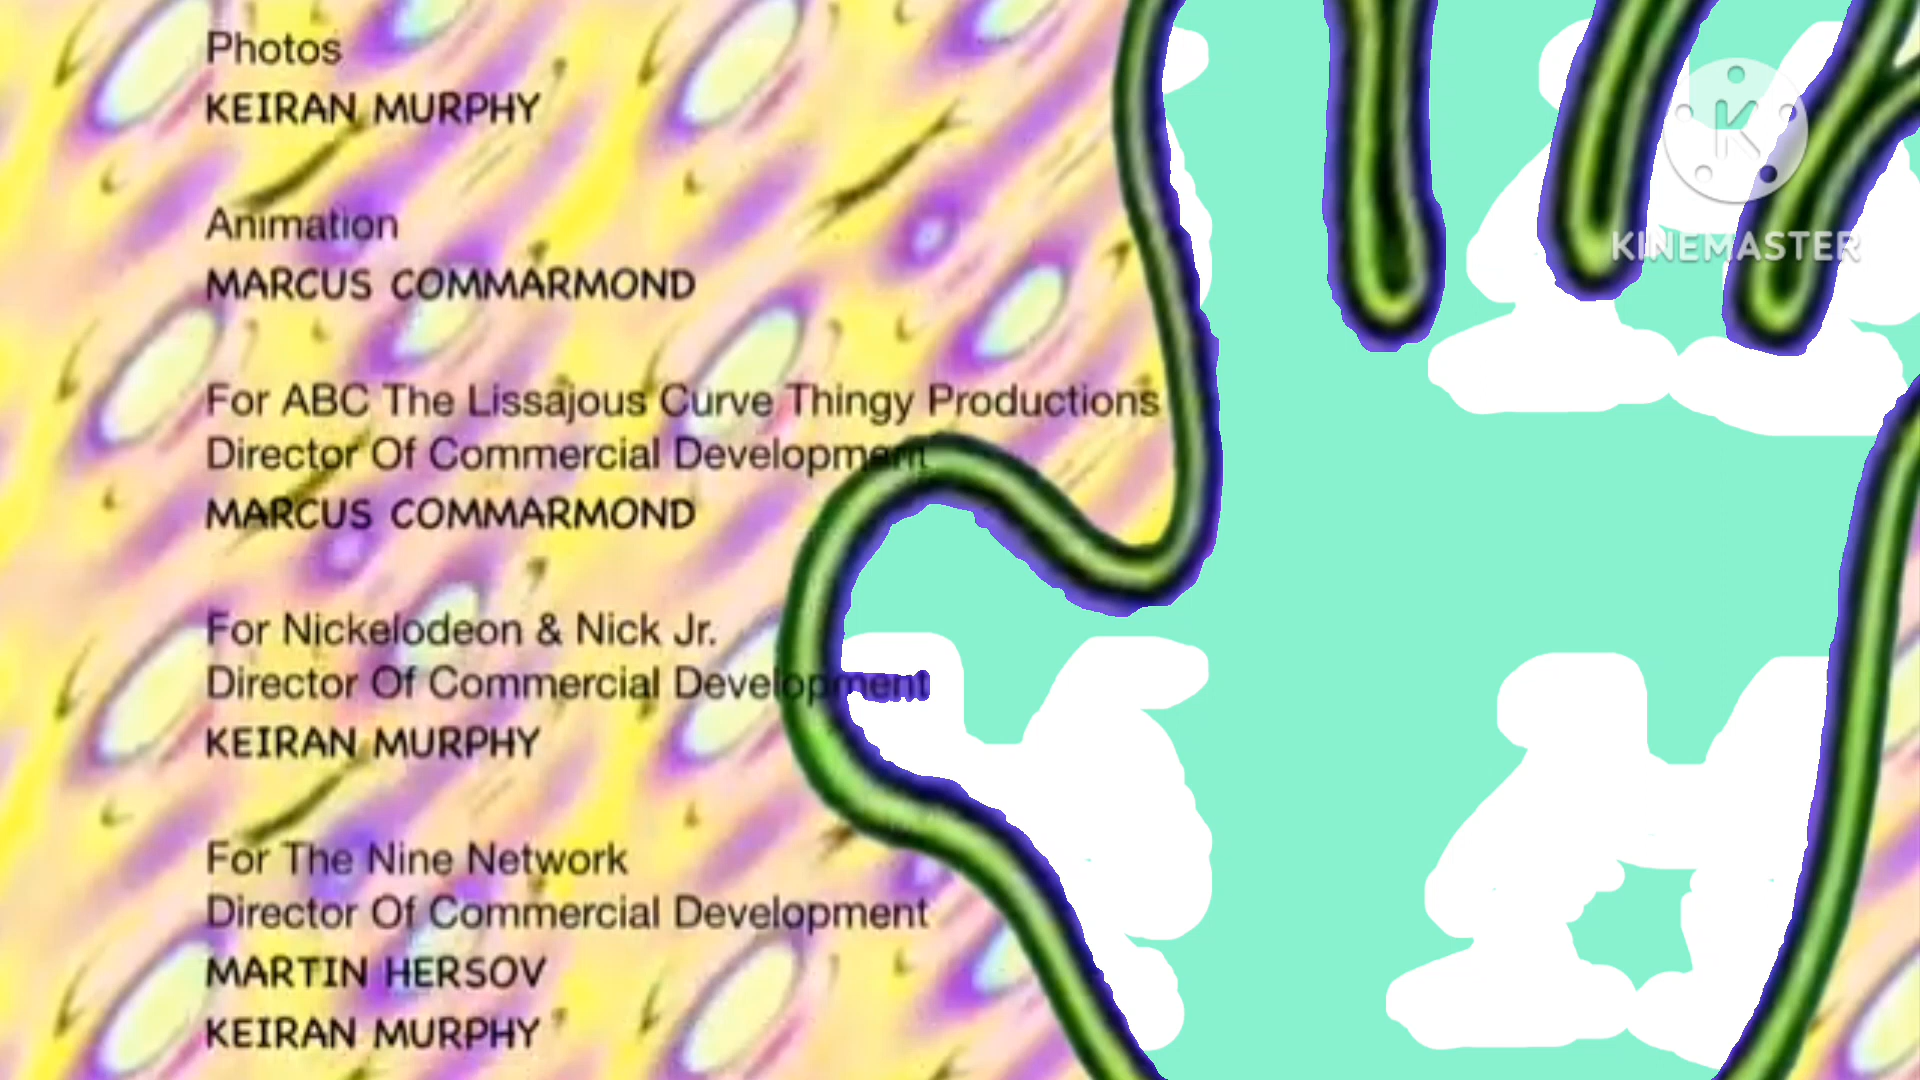 Photos
KEIRAN MURPHY
Animation
MARCUS COMMARMOND
For ABC The Lissajous Curve Thingy Productions
Director Of Commercial Development
MARCUS COMMARMOND
For Nickelodeon & Nick Jr.
Director Of Commercial Development
KEIRAN MURPHY
For The Nine Network
Director Of Commercial Development
MARTIN HERSOV
KEIRAN MURPHY
K
KINEMASTER